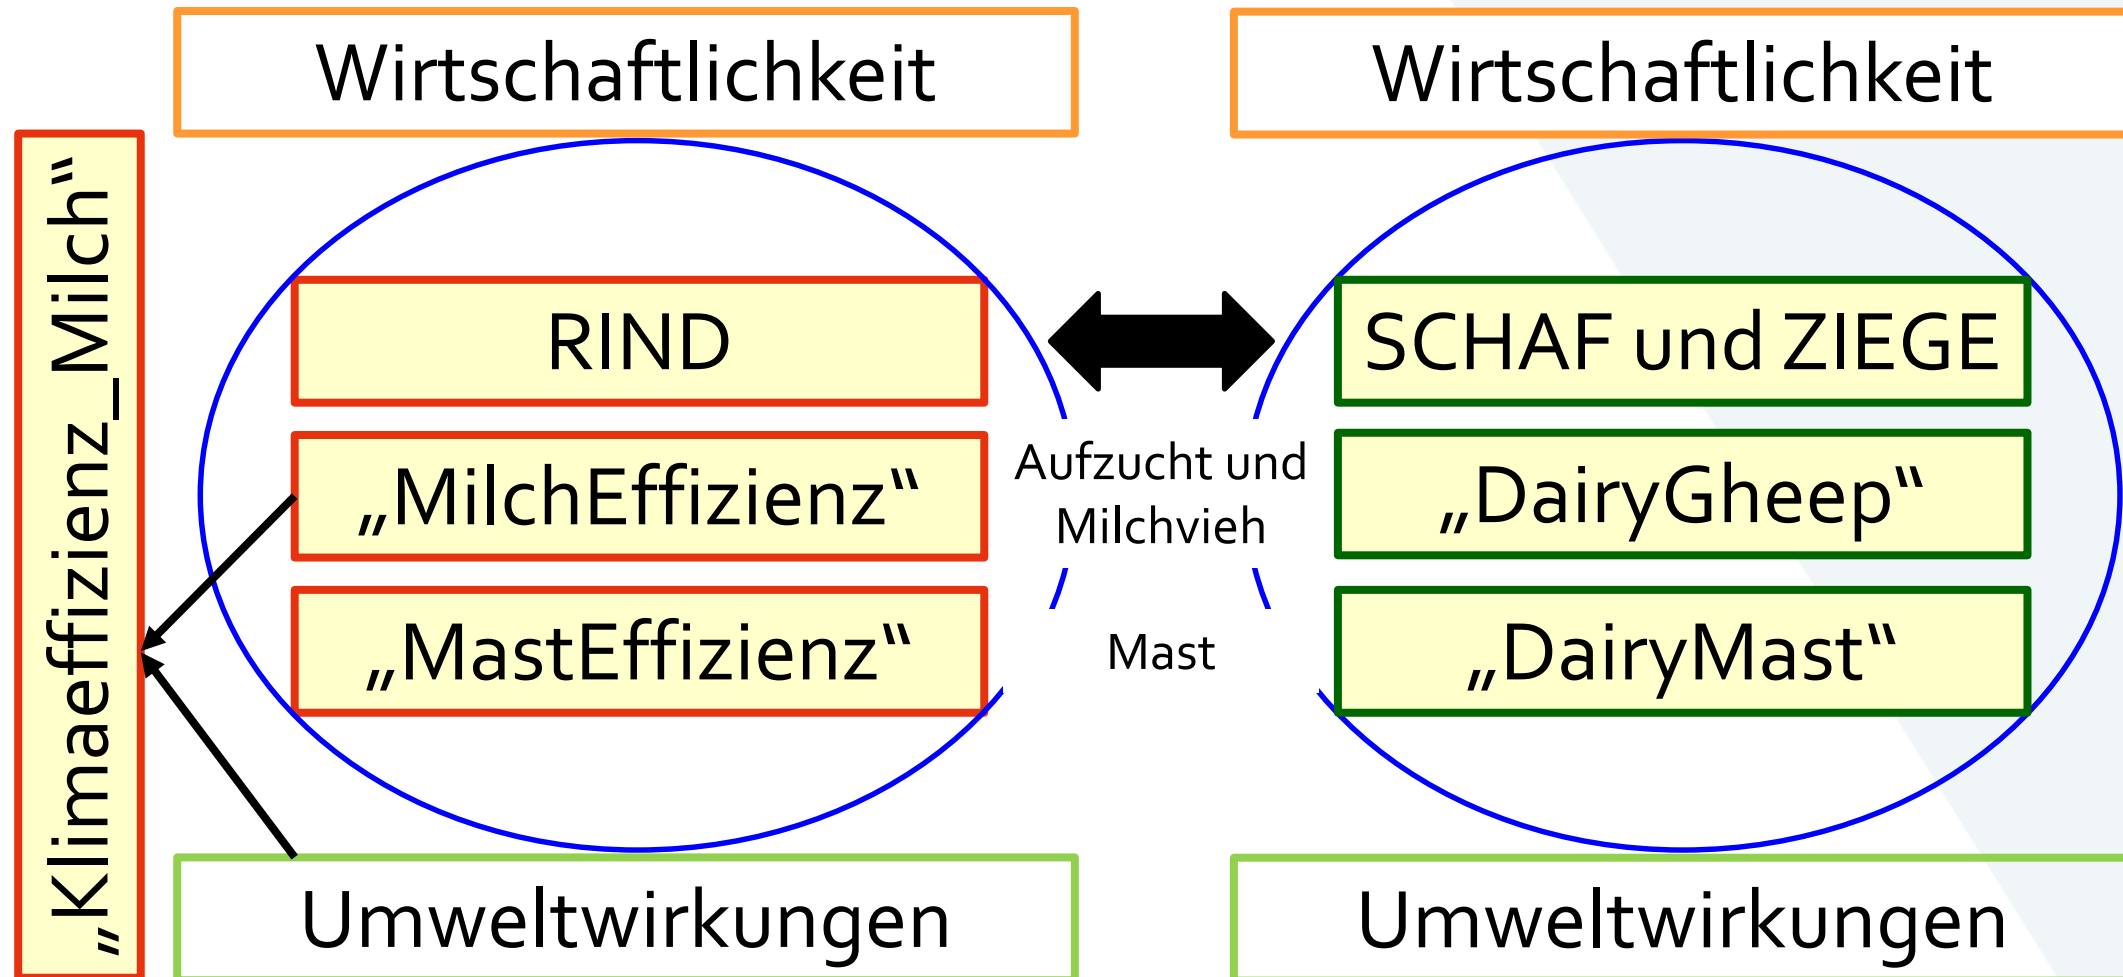 Wirtschaftlichkeit
Wirtschaftlichkeit
„Klimaeffizienz_Milch“
RIND
SCHAF und ZIEGE
„MilchEffizienz“
Aufzucht und
Milchvieh
„DairyGheep“
„MastEffizienz“
Mast
„DairyMast“
Umweltwirkungen
Umweltwirkungen